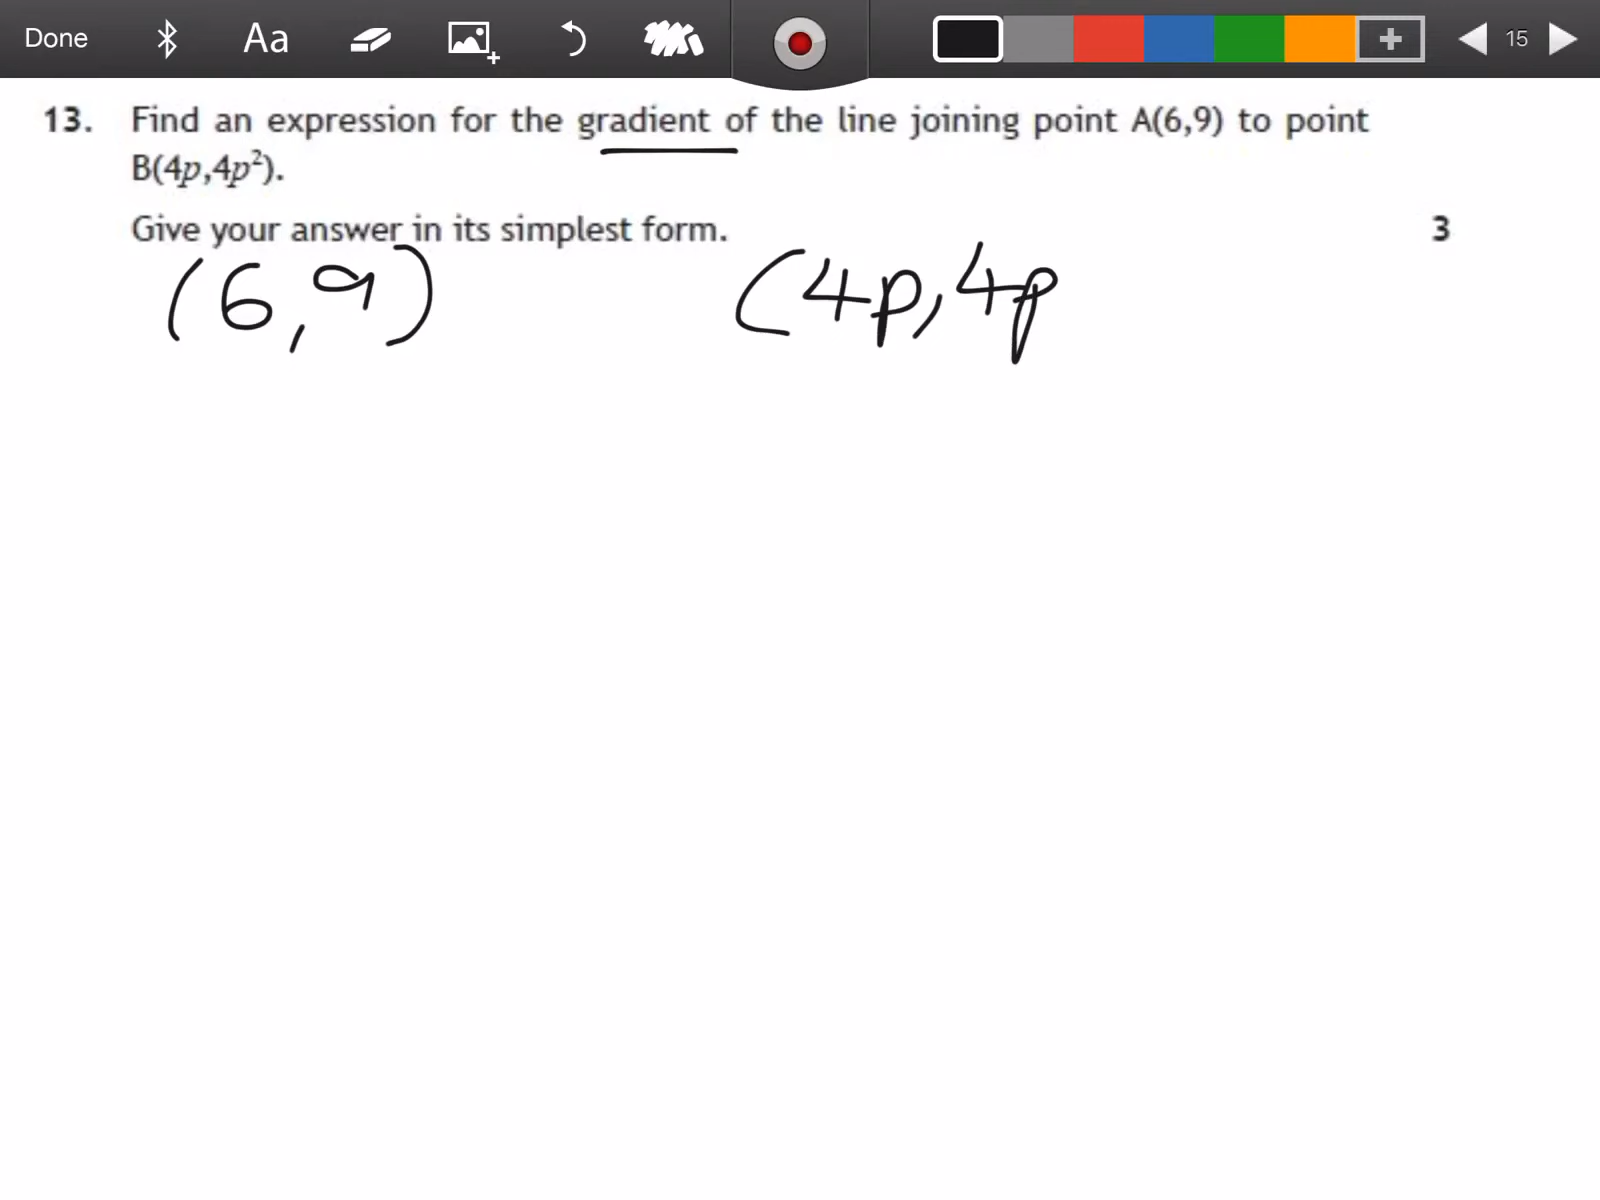 Done Aa 15
13. Find an expression for the gradient of the line joining point A(6,9) to point
B(4p,4p²).
Give your answer in its simplest form. 3
(6,9) (4p,4p